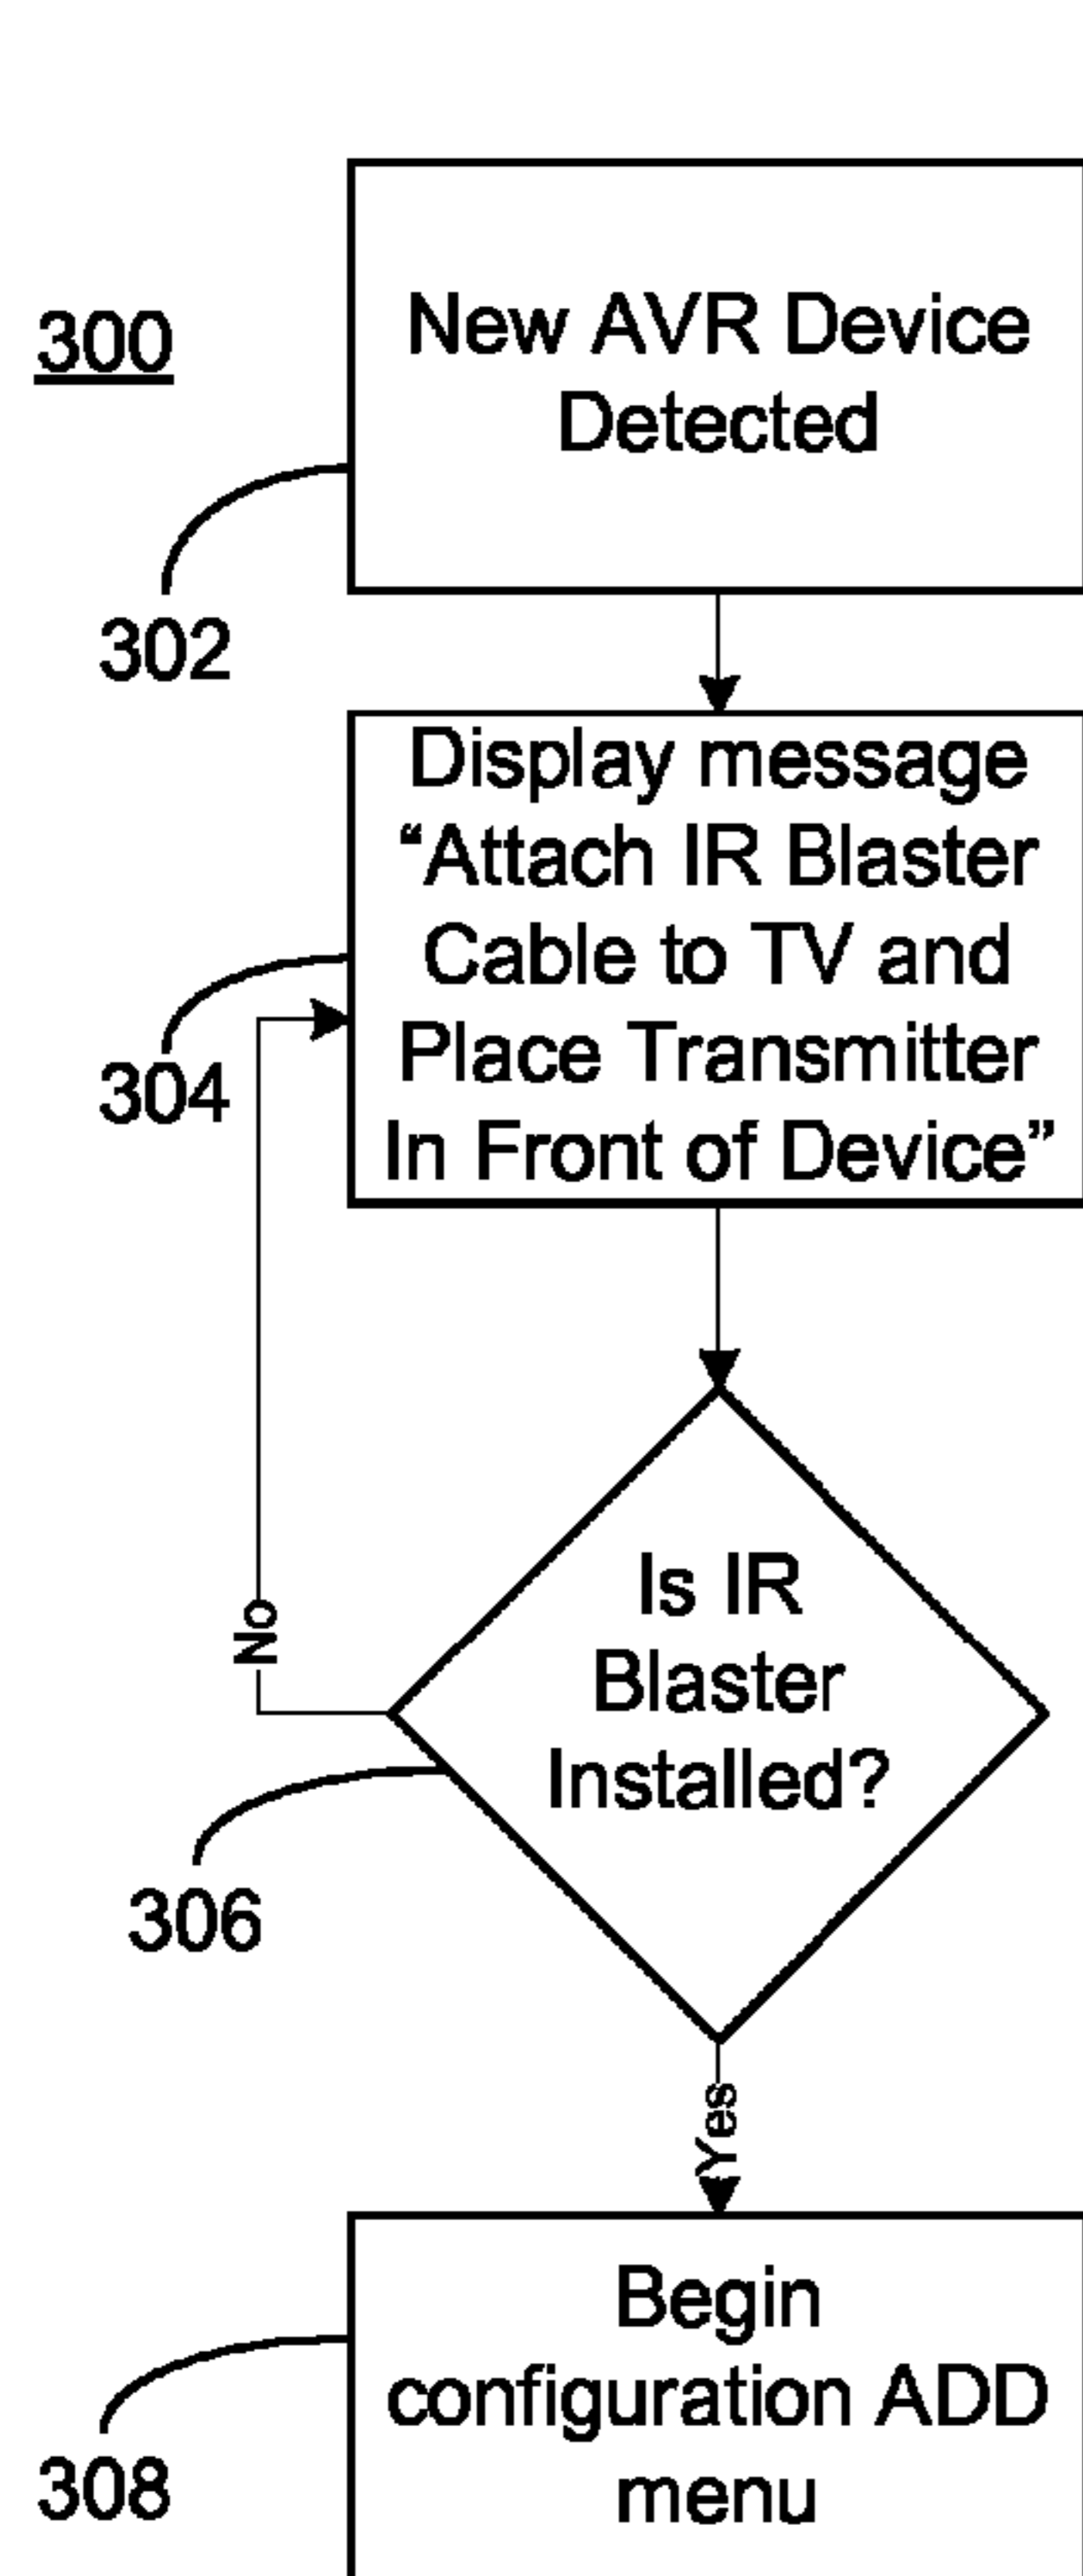 300
New AVR Device
Detected
302
Display message
“Attach IR Blaster
Cable to TV and
Place Transmitter
In Front of Device”
304
Is IR
Blaster
Installed?
No
306
Yes
Begin
configuration ADD
menu
308